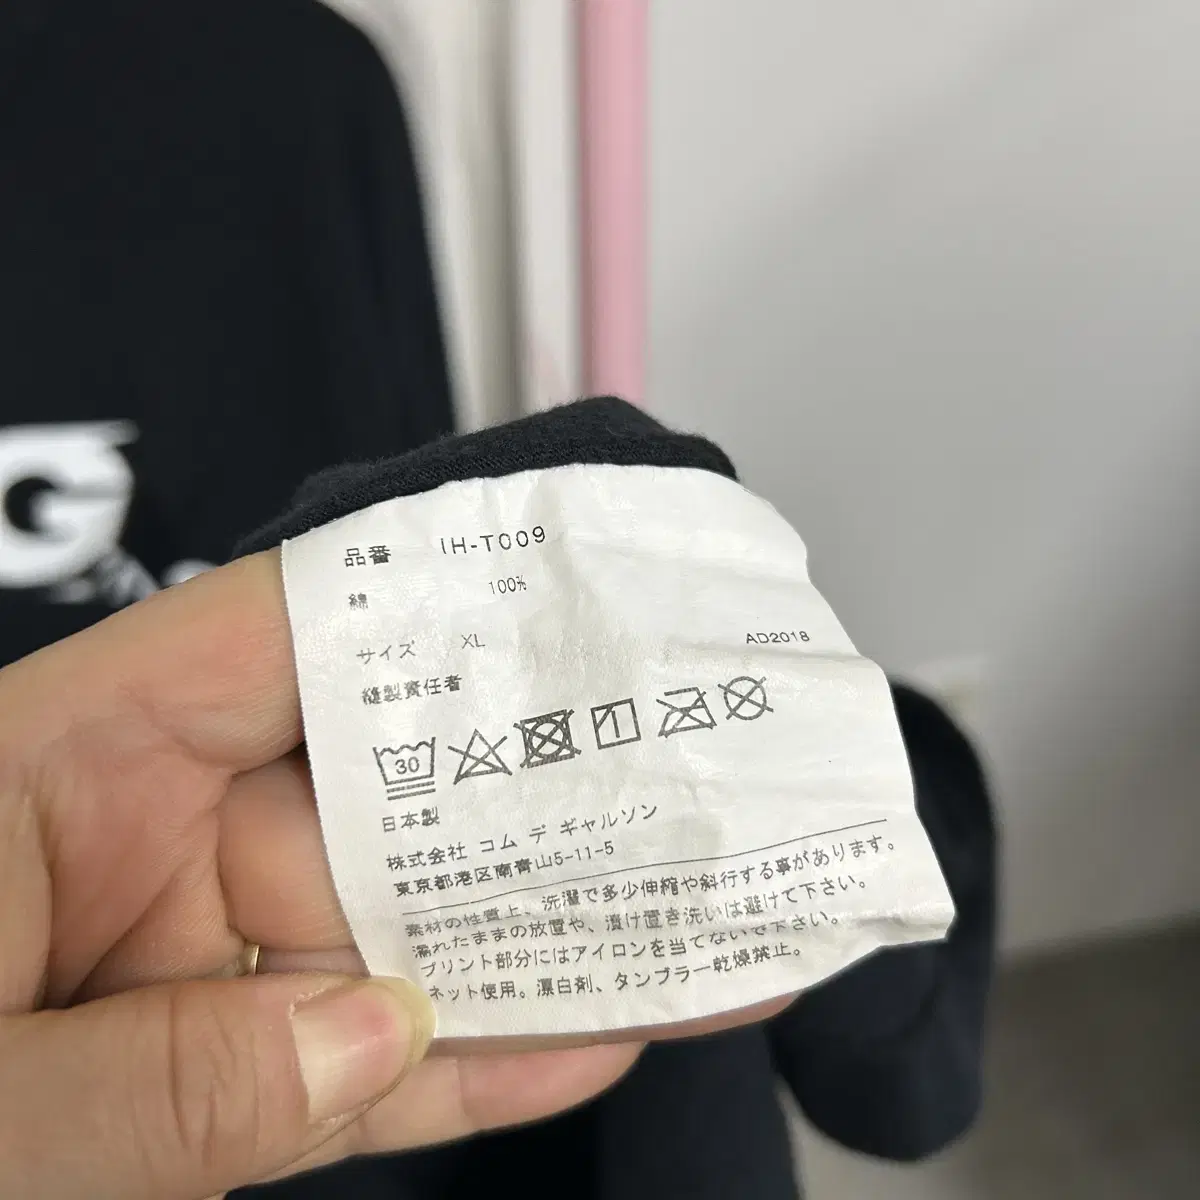 品番 IH-T009
綿 100%
サイズ XL
AD2018
縫製責任者
30
日本製
株式会社 コム デ ギャルソン
東京都港区南青山5-11-5
素材の性質上、洗濯で多少伸縮や斜行する事があります。
濡れたままの放置や、漬け置き洗いは避けて下さい。
プリント部分にはアイロンを当てないで下さい。
ネット使用。漂白剤、タンブラー乾燥禁止。
G